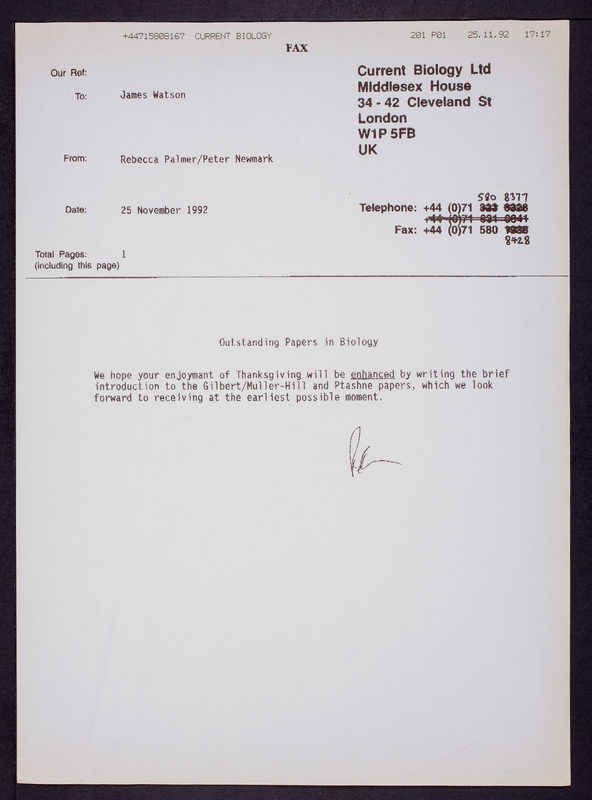 +44715808167 CURRENT BIOLOGY 201 P01 25.11.92 17:17
FAX
Our Ref:
To: James Watson
Current Biology Ltd
Middlesex House
34 - 42 Cleveland St
London
W1P 5FB
UK
From: Rebecca Palmer/Peter Newmark
Date: 25 November 1992
580 8377
Telephone: +44 (0)71 323 0323
+44 (0)71 631 0841
Fax: +44 (0)71 580 1938
8428
Total Pages: 1
(including this page)
Outstanding Papers in Biology
We hope your enjoymant of Thanksgiving will be enhanced by writing the brief
introduction to the Gilbert/Muller-Hill and Ptashne papers, which we look
forward to receiving at the earliest possible moment.